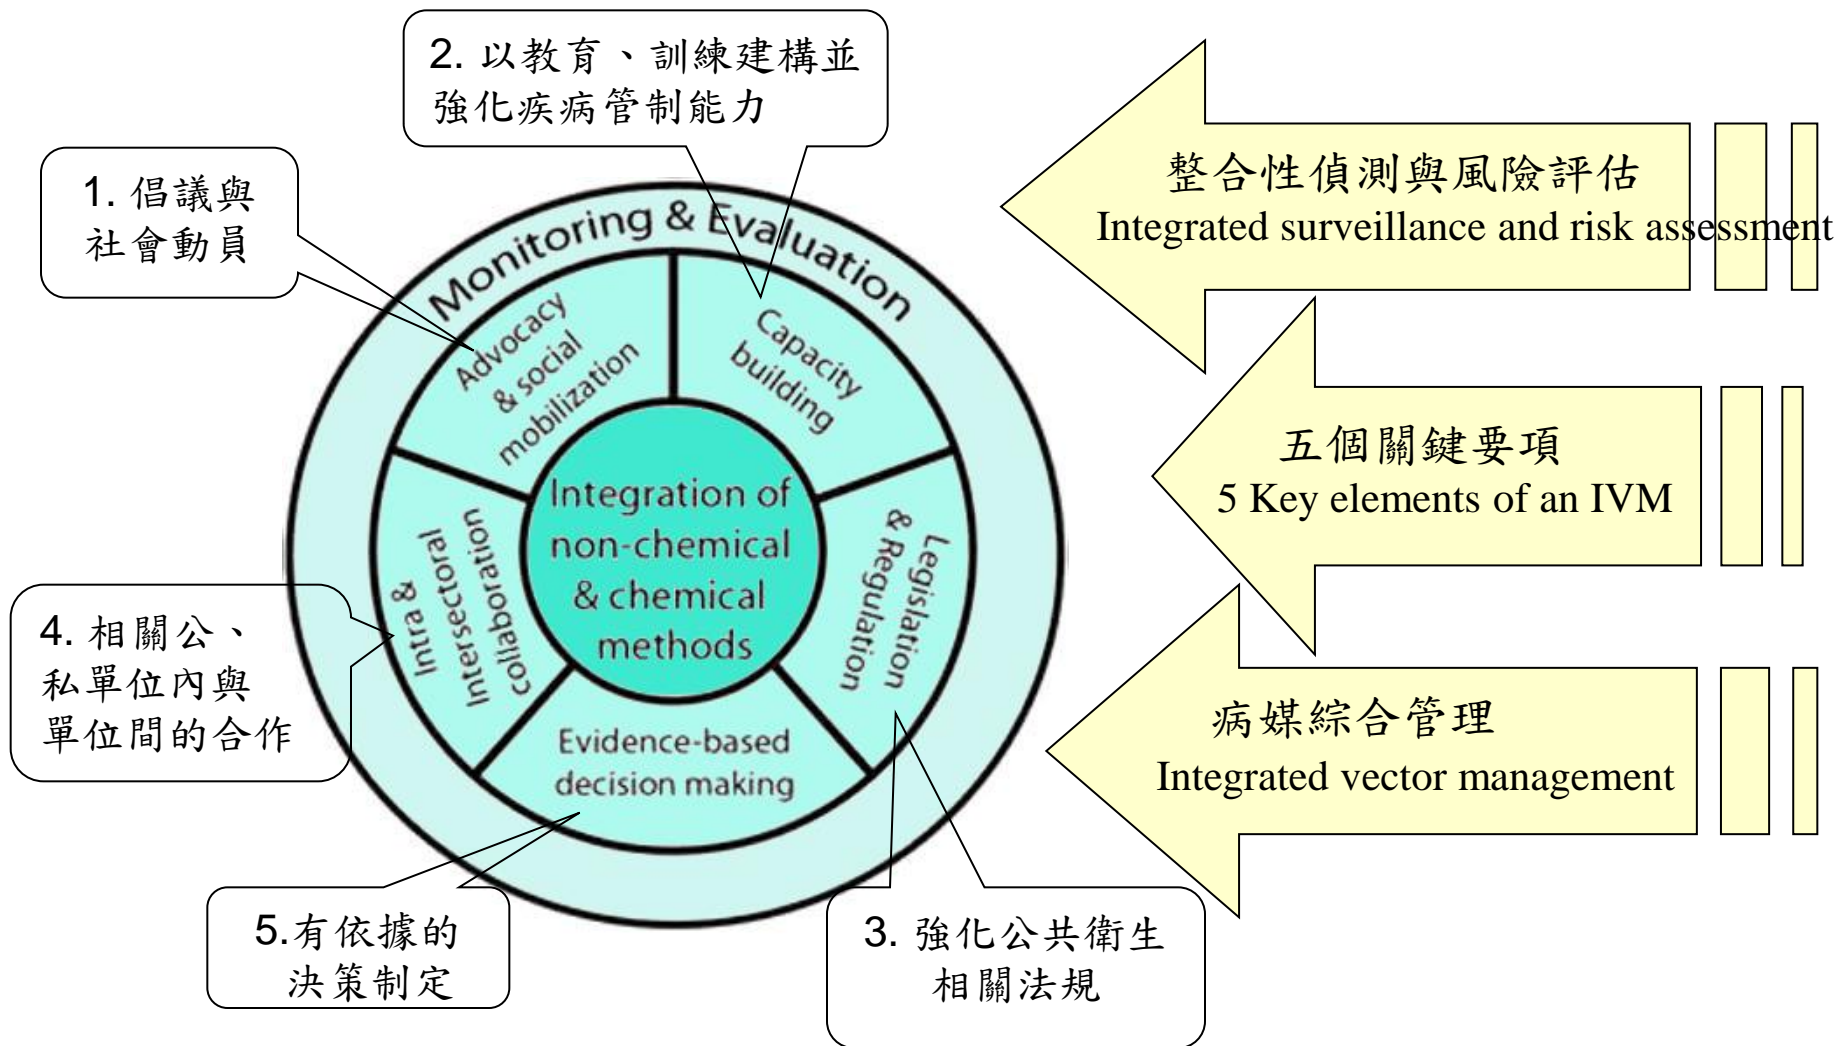 2. 以教育、訓練建構並
強化疾病管制能力
1. 倡議與
社會動員
整合性偵測與風險評估
Integrated surveillance and risk assessment
Monitoring & Evaluation
Advocacy
& social
mobilization
Capacity
building
五個關鍵要項
5 Key elements of an IVM
Integration of
non-chemical
& chemical
methods
Intra &
Intersectoral
collaboration
Legislation
& Regulation
4. 相關公、
私單位內與
單位間的合作
Evidence-based
decision making
病媒綜合管理
Integrated vector management
5.有依據的
決策制定
3. 強化公共衛生
相關法規